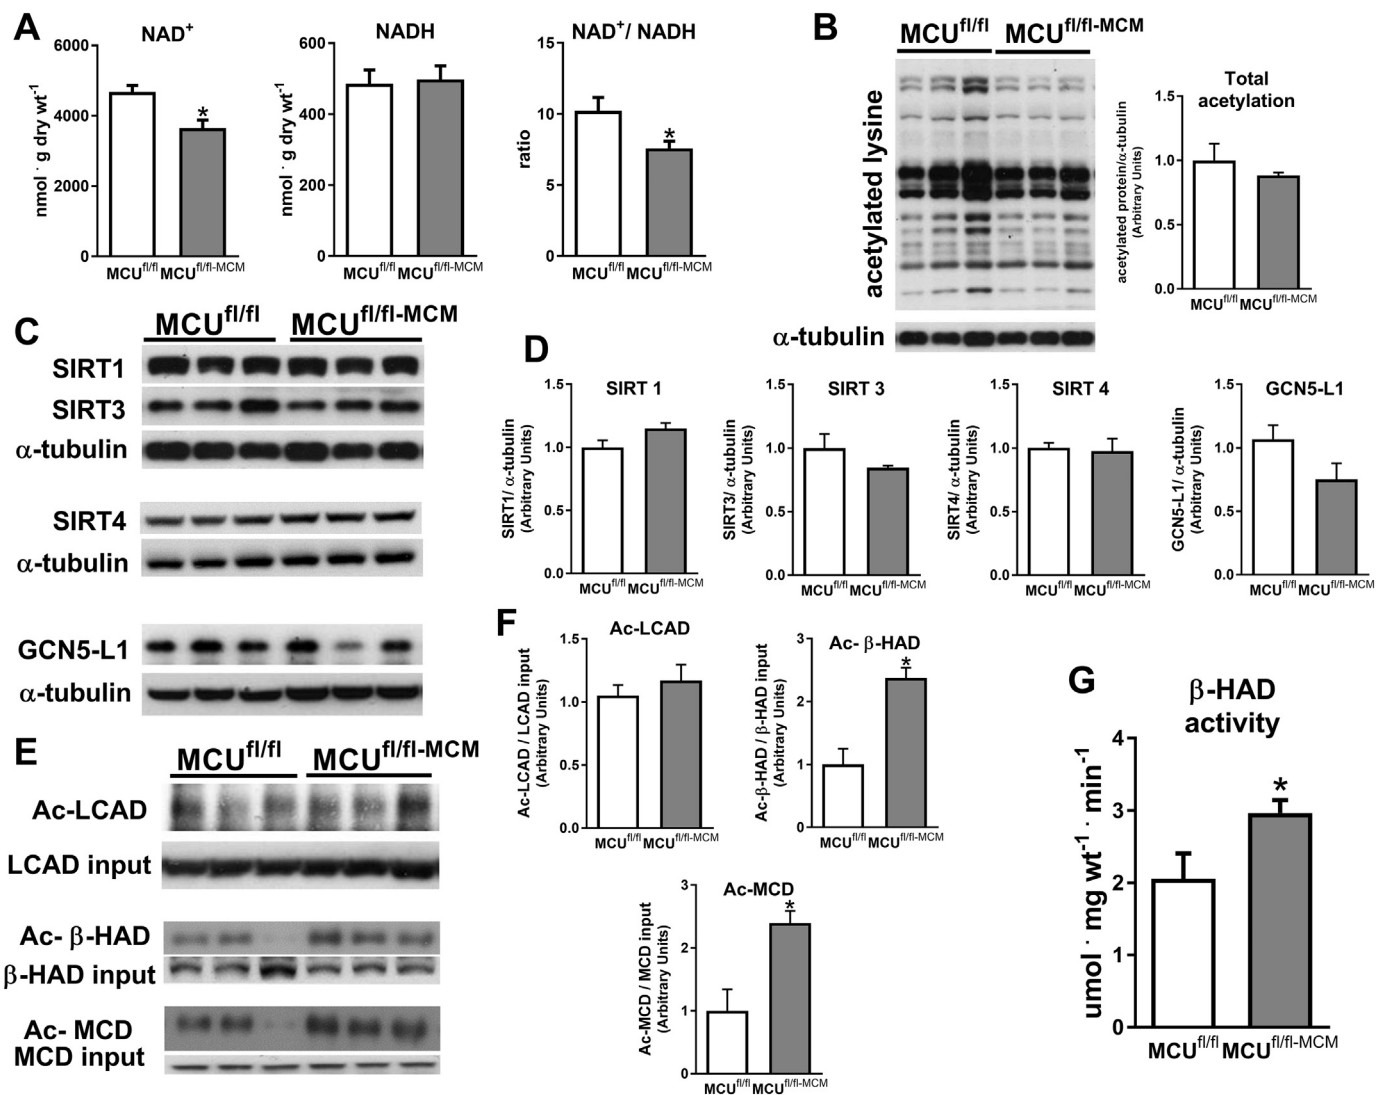 A
NAD⁺
nmol · g dry wt⁻¹
6000
4000
2000
0
*
MCUfl/fl MCUfl/fl-MCM
NADH
nmol · g dry wt⁻¹
600
400
200
0
MCUfl/fl MCUfl/fl-MCM
NAD⁺/ NADH
ratio
15
10
5
0
*
MCUfl/fl MCUfl/fl-MCM
B
MCUfl/fl MCUfl/fl-MCM
acetylated lysine
α-tubulin
Total
acetylation
acetylated protein/α-tubulin
(Arbitrary Units)
1.5
1.0
0.5
0.0
MCUfl/fl MCUfl/fl-MCM
C
MCUfl/fl MCUfl/fl-MCM
SIRT1
SIRT3
α-tubulin
SIRT4
α-tubulin
GCN5-L1
α-tubulin
D
SIRT 1
SIRT1/ α-tubulin
(Arbitrary Units)
1.5
1.0
0.5
0.0
MCUfl/fl MCUfl/fl-MCM
SIRT 3
SIRT3/ α-tubulin
(Arbitrary Units)
1.5
1.0
0.5
0.0
MCUfl/fl MCUfl/fl-MCM
SIRT 4
SIRT4/ α-tubulin
(Arbitrary Units)
1.5
1.0
0.5
0.0
MCUfl/fl MCUfl/fl-MCM
GCN5-L1
GCN5-L1/ α-tubulin
(Arbitrary Units)
1.5
1.0
0.5
0.0
MCUfl/fl MCUfl/fl-MCM
E
MCUfl/fl MCUfl/fl-MCM
Ac-LCAD
LCAD input
Ac- β-HAD
β-HAD input
Ac- MCD
MCD input
F
Ac-LCAD
Ac-LCAD / LCAD input
(Arbitrary Units)
1.5
1.0
0.5
0.0
MCUfl/fl MCUfl/fl-MCM
Ac- β-HAD
Ac-β-HAD / β-HAD input
(Arbitrary Units)
3
2
1
0
*
MCUfl/fl MCUfl/fl-MCM
Ac-MCD
Ac-MCD / MCD input
(Arbitrary Units)
3
2
1
0
*
MCUfl/fl MCUfl/fl-MCM
G
β-HAD
activity
umol · mg wt⁻¹ · min⁻¹
4
3
2
1
0
*
MCUfl/fl MCUfl/fl-MCM